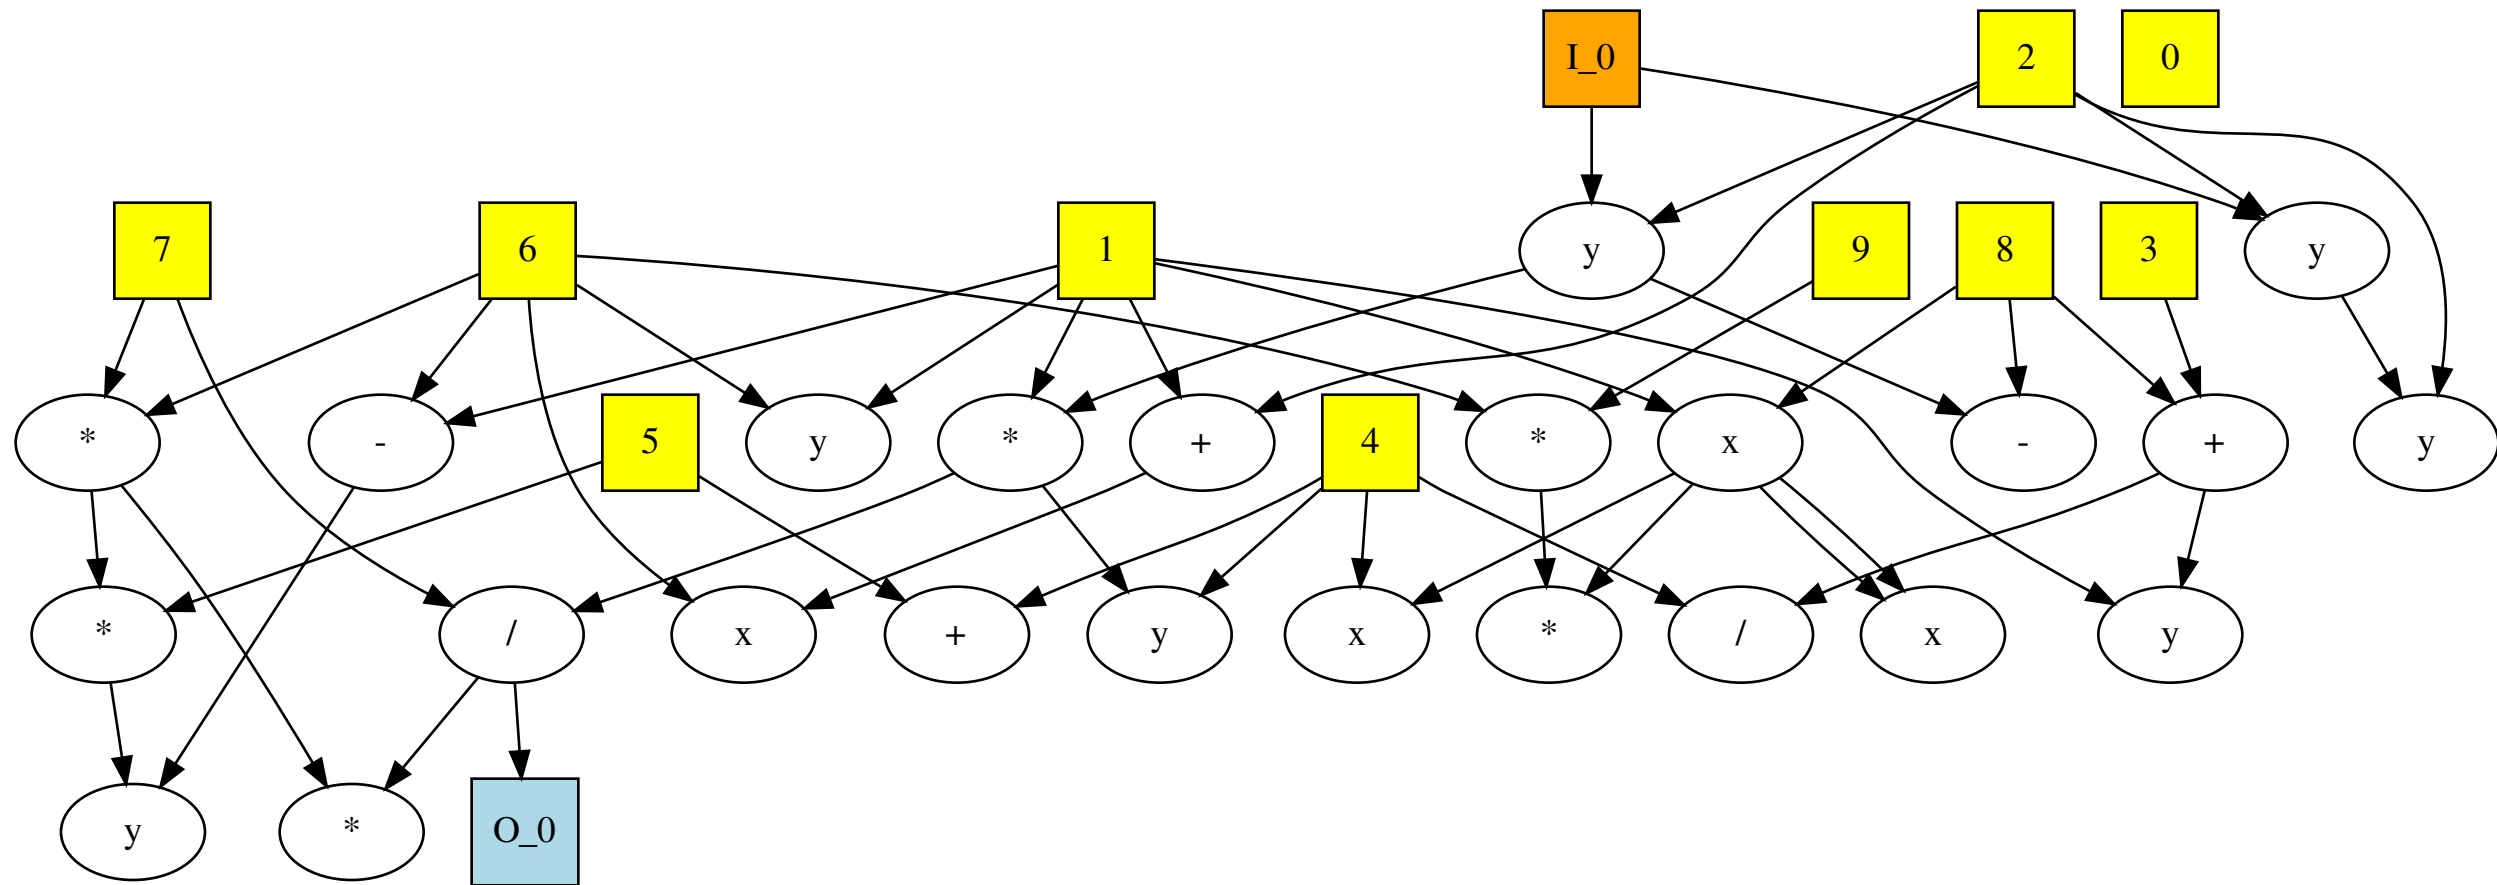 I_0 2 0
7 6 1 y 9 8 3 y
* - 5 y * + 4 * x - + y
* / x + y x * / x y
y * O_0